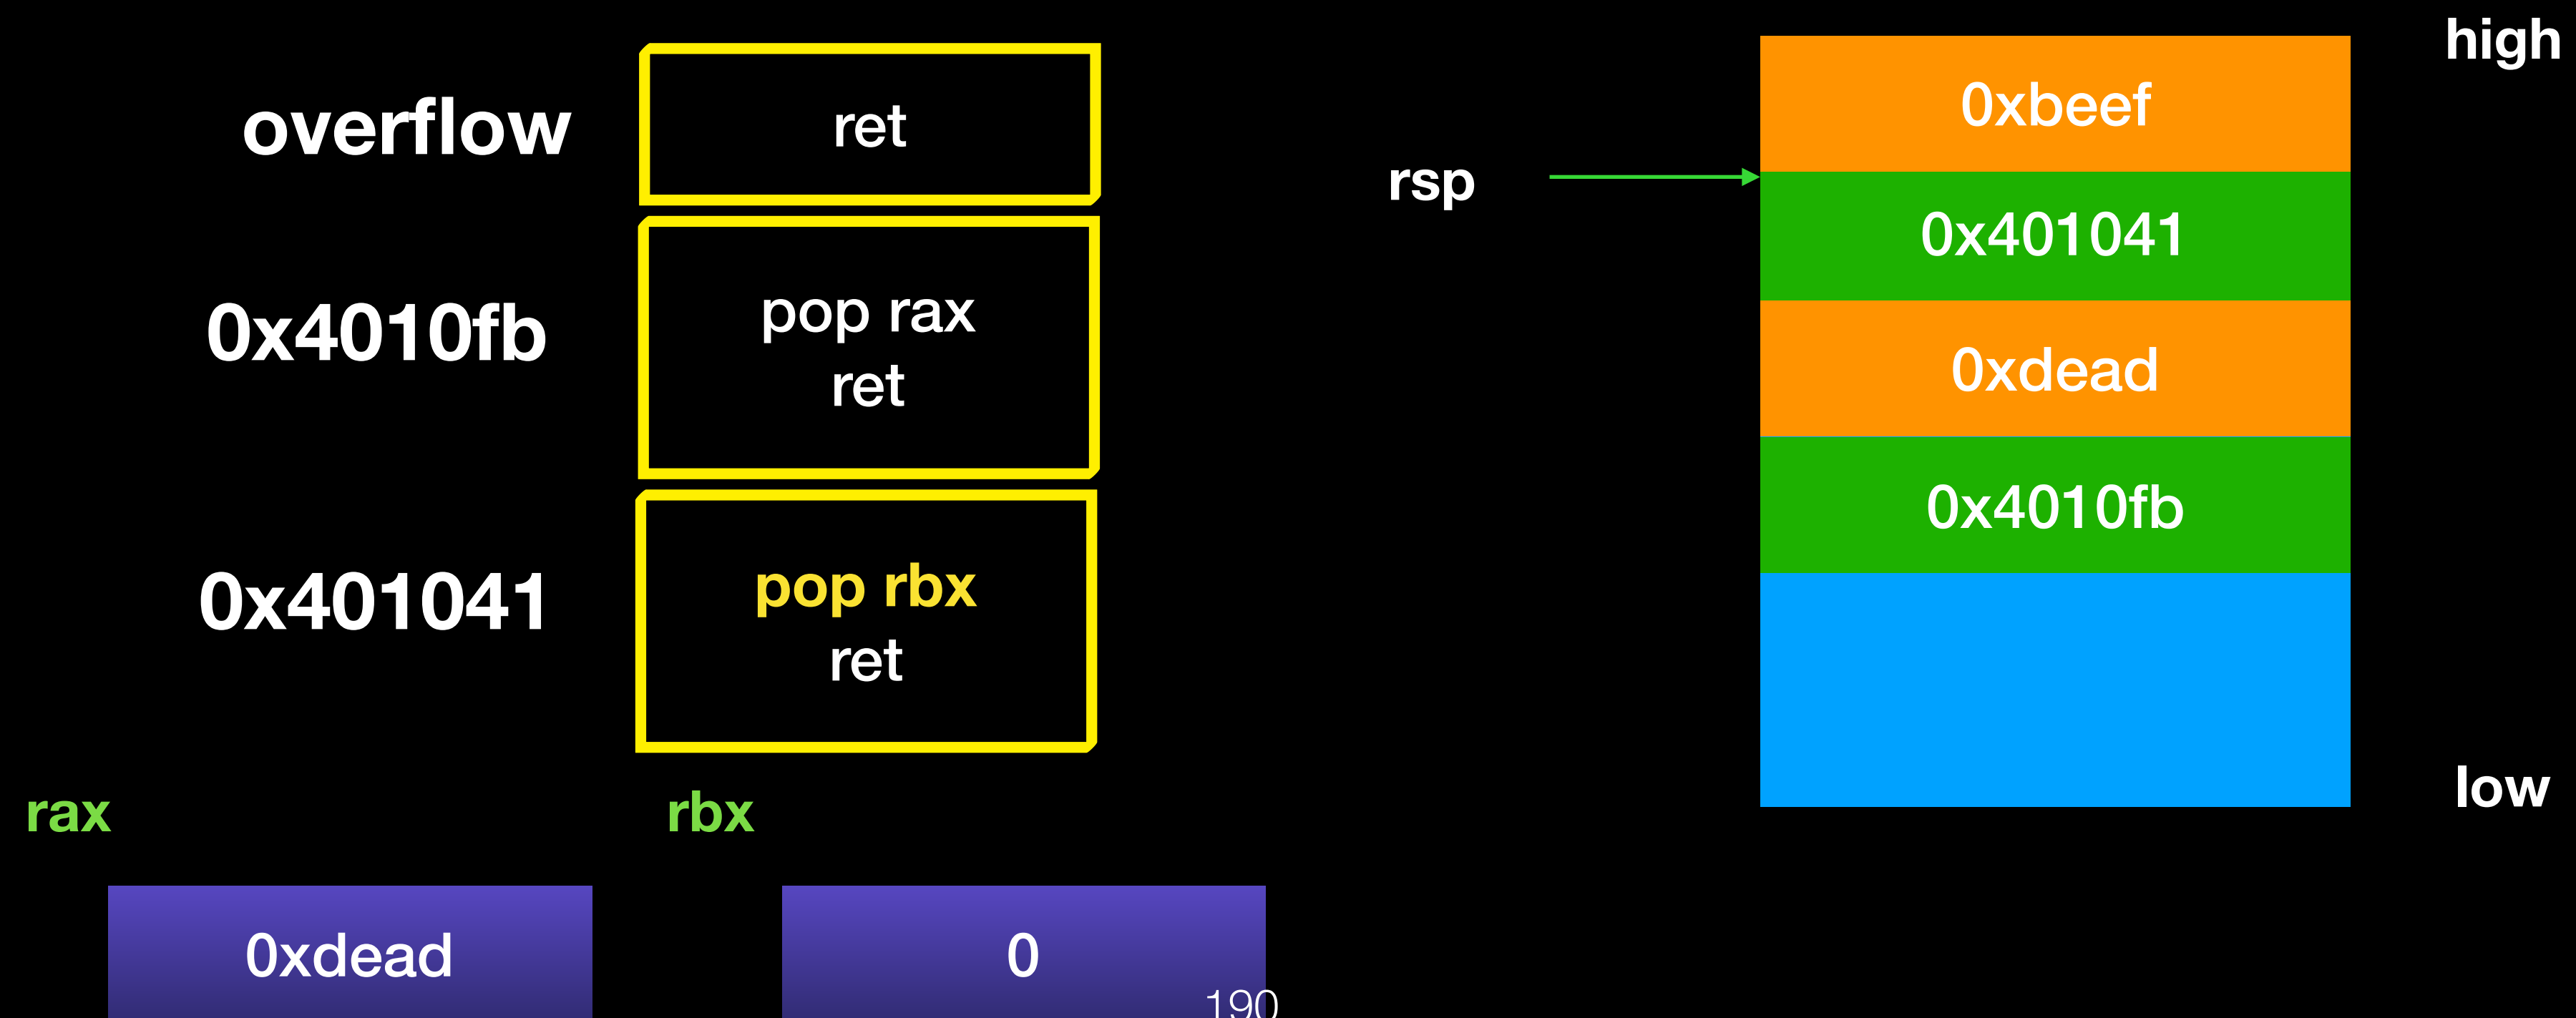 overflow
ret
0x4010fb
pop rax
ret
0x401041
pop rbx
ret
rax
rbx
0xdead
0
190
rsp
high
0xbeef
0x401041
0xdead
0x4010fb
low